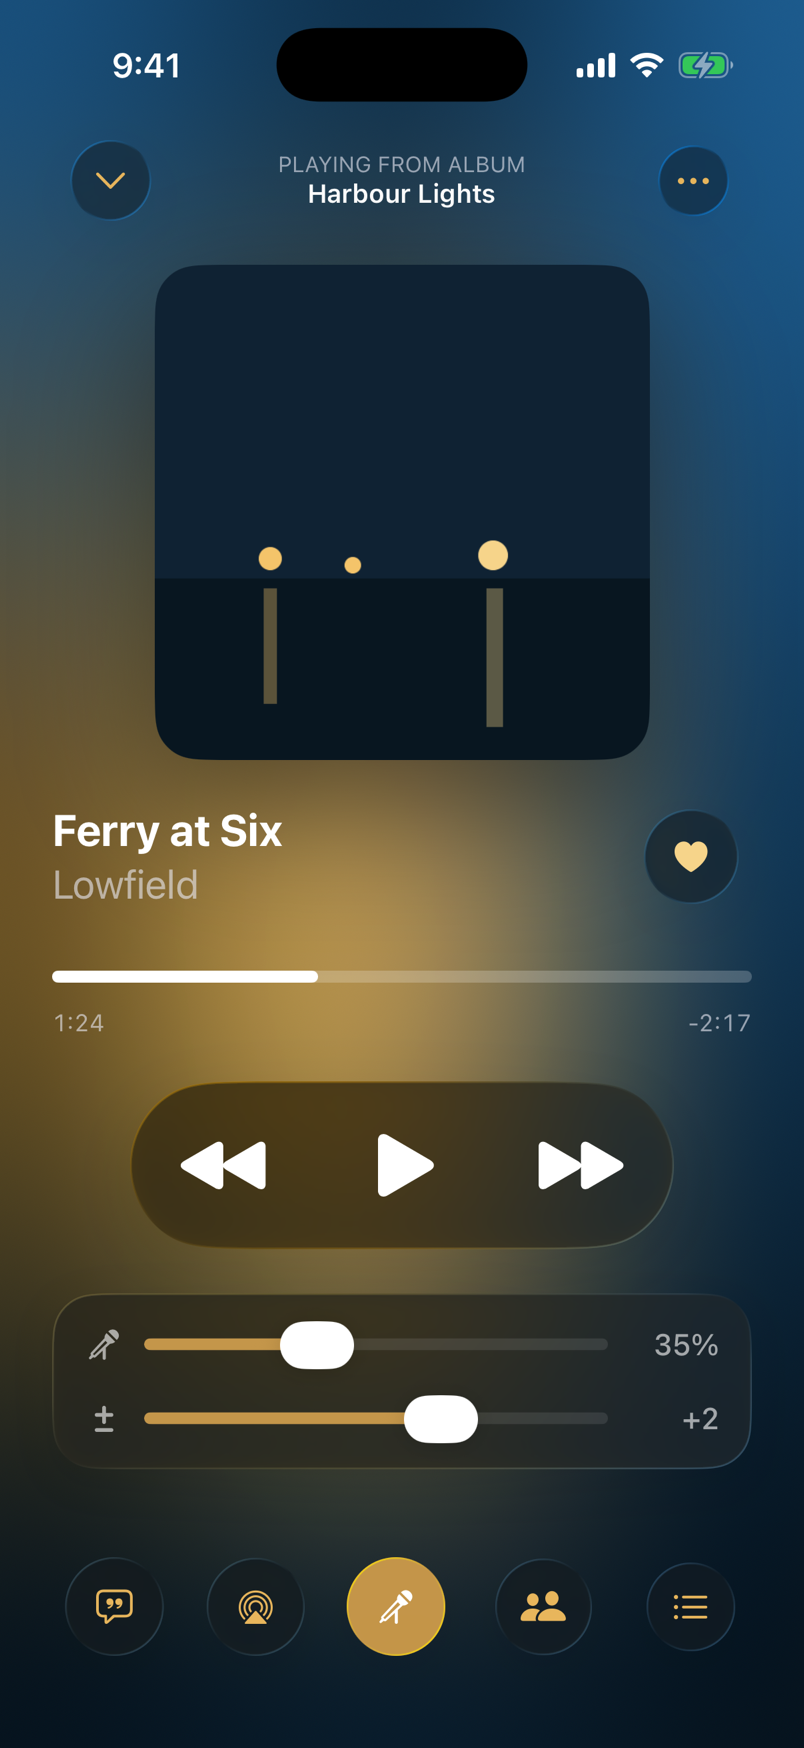 9:41
PLAYING FROM ALBUM
Harbour Lights
Ferry at Six
Lowfield
1:24
-2:17
35%
+2